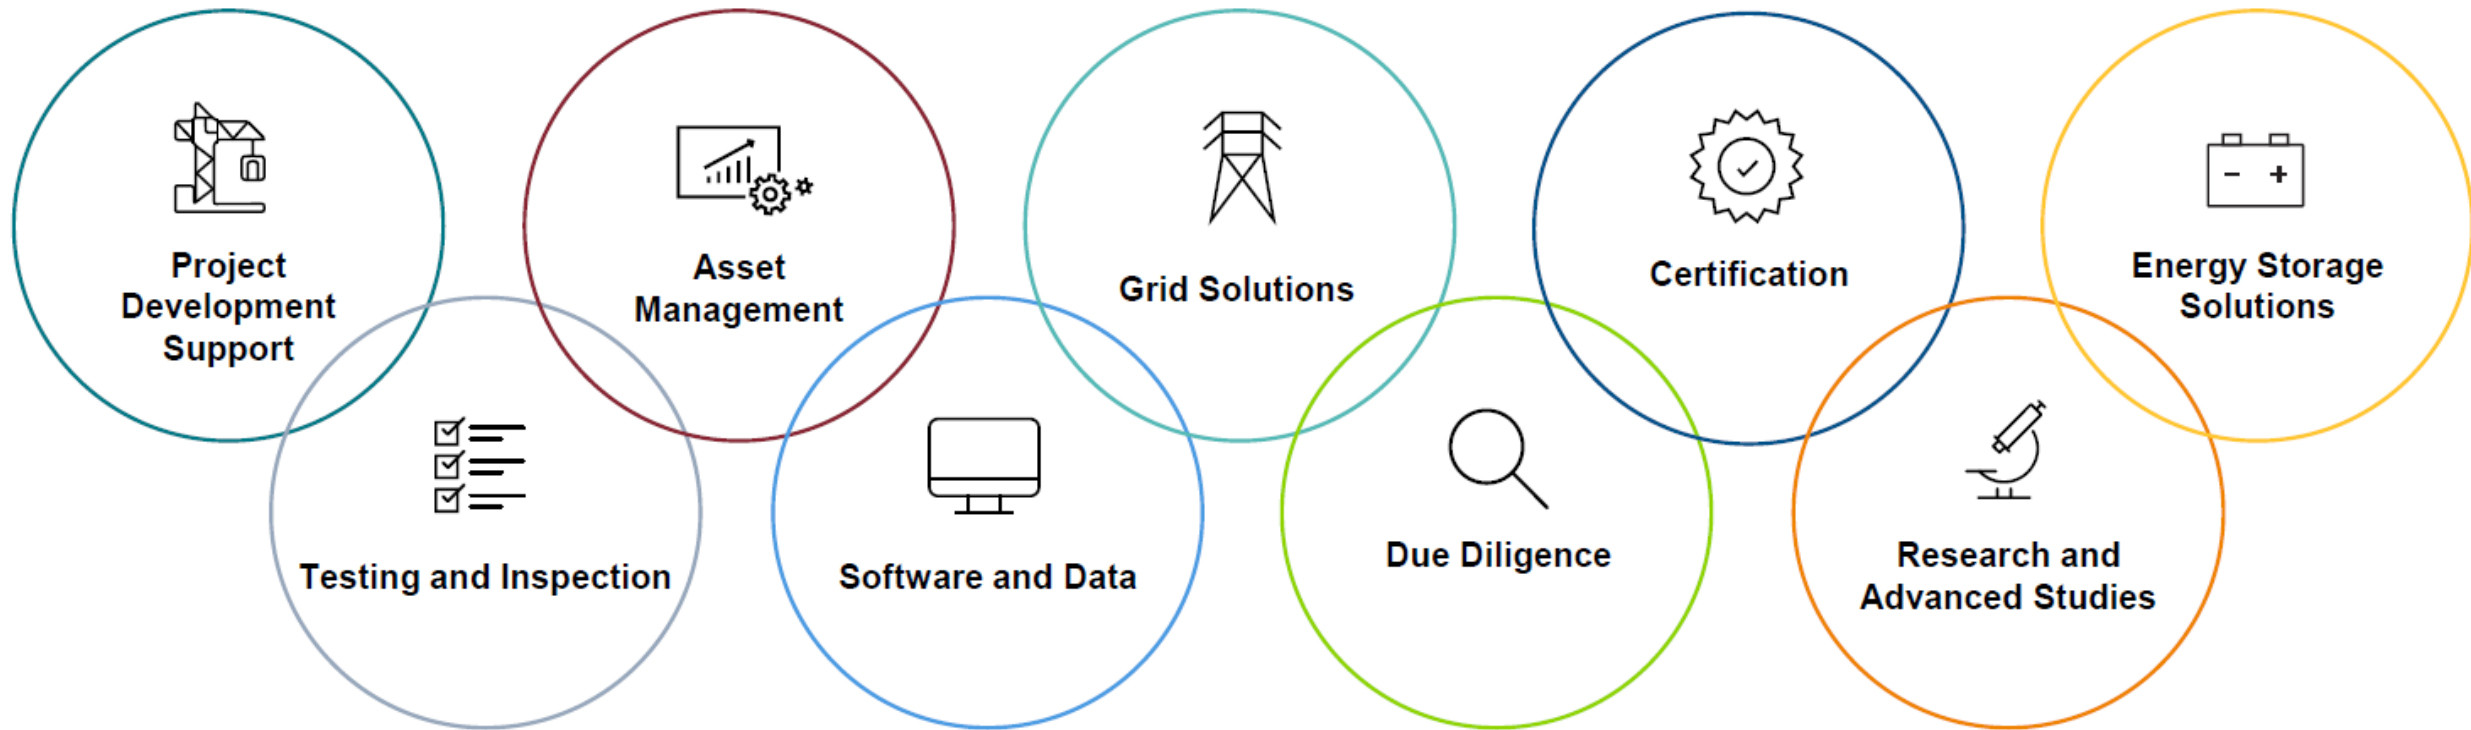 Project
Development
Support
Asset
Management
Grid Solutions
Certification
Energy Storage
Solutions
Testing and Inspection
Software and Data
Due Diligence
Research and
Advanced Studies